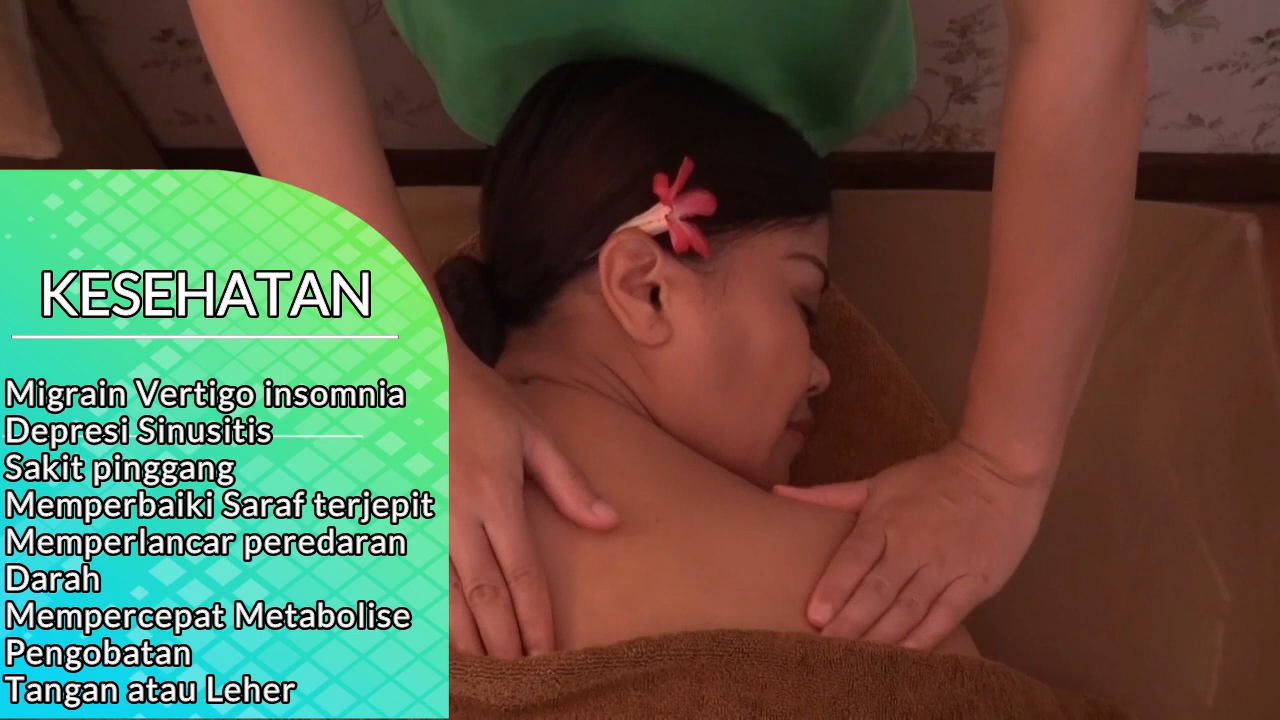 KESEHATAN
Migrain Vertigo insomnia
Depresi Sinusitis
Sakit pinggang
Memperbaiki Saraf terjepit
Memperlancar peredaran
Darah
Mempercepat Metabolise
Pengobatan
Tangan atau Leher